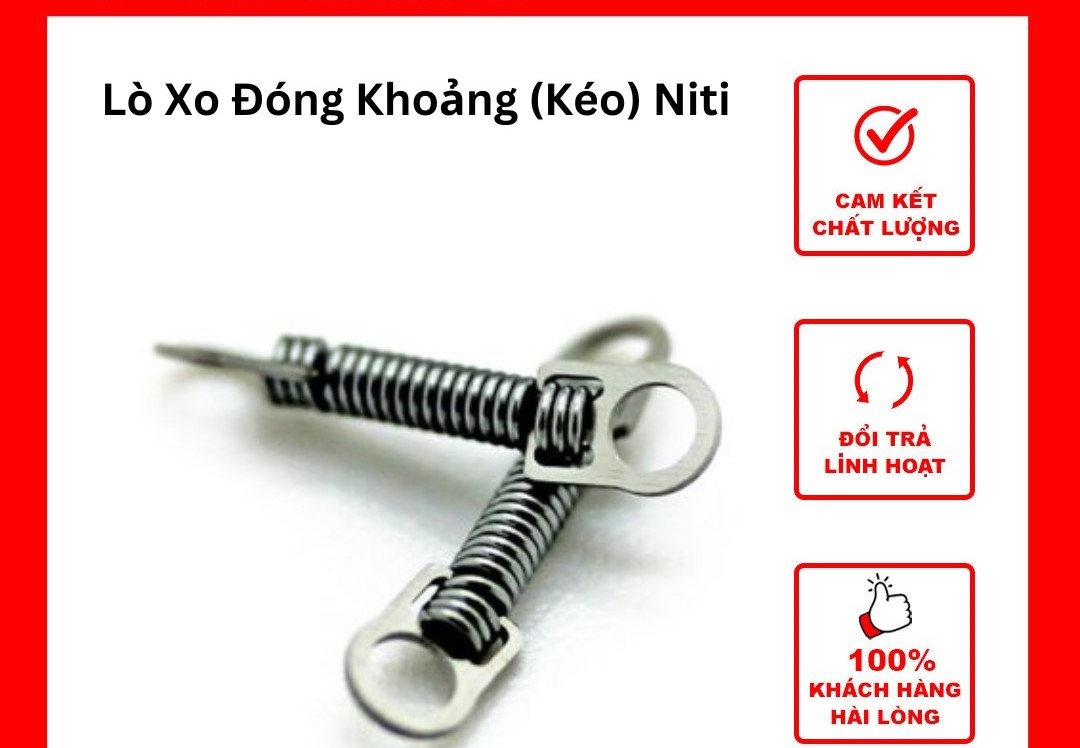 Lò Xo Đóng Khoảng (Kéo) Niti
CAM KẾT
CHẤT LƯỢNG
ĐỔI TRẢ
LINH HOẠT
100%
KHÁCH HÀNG
HÀI LÒNG